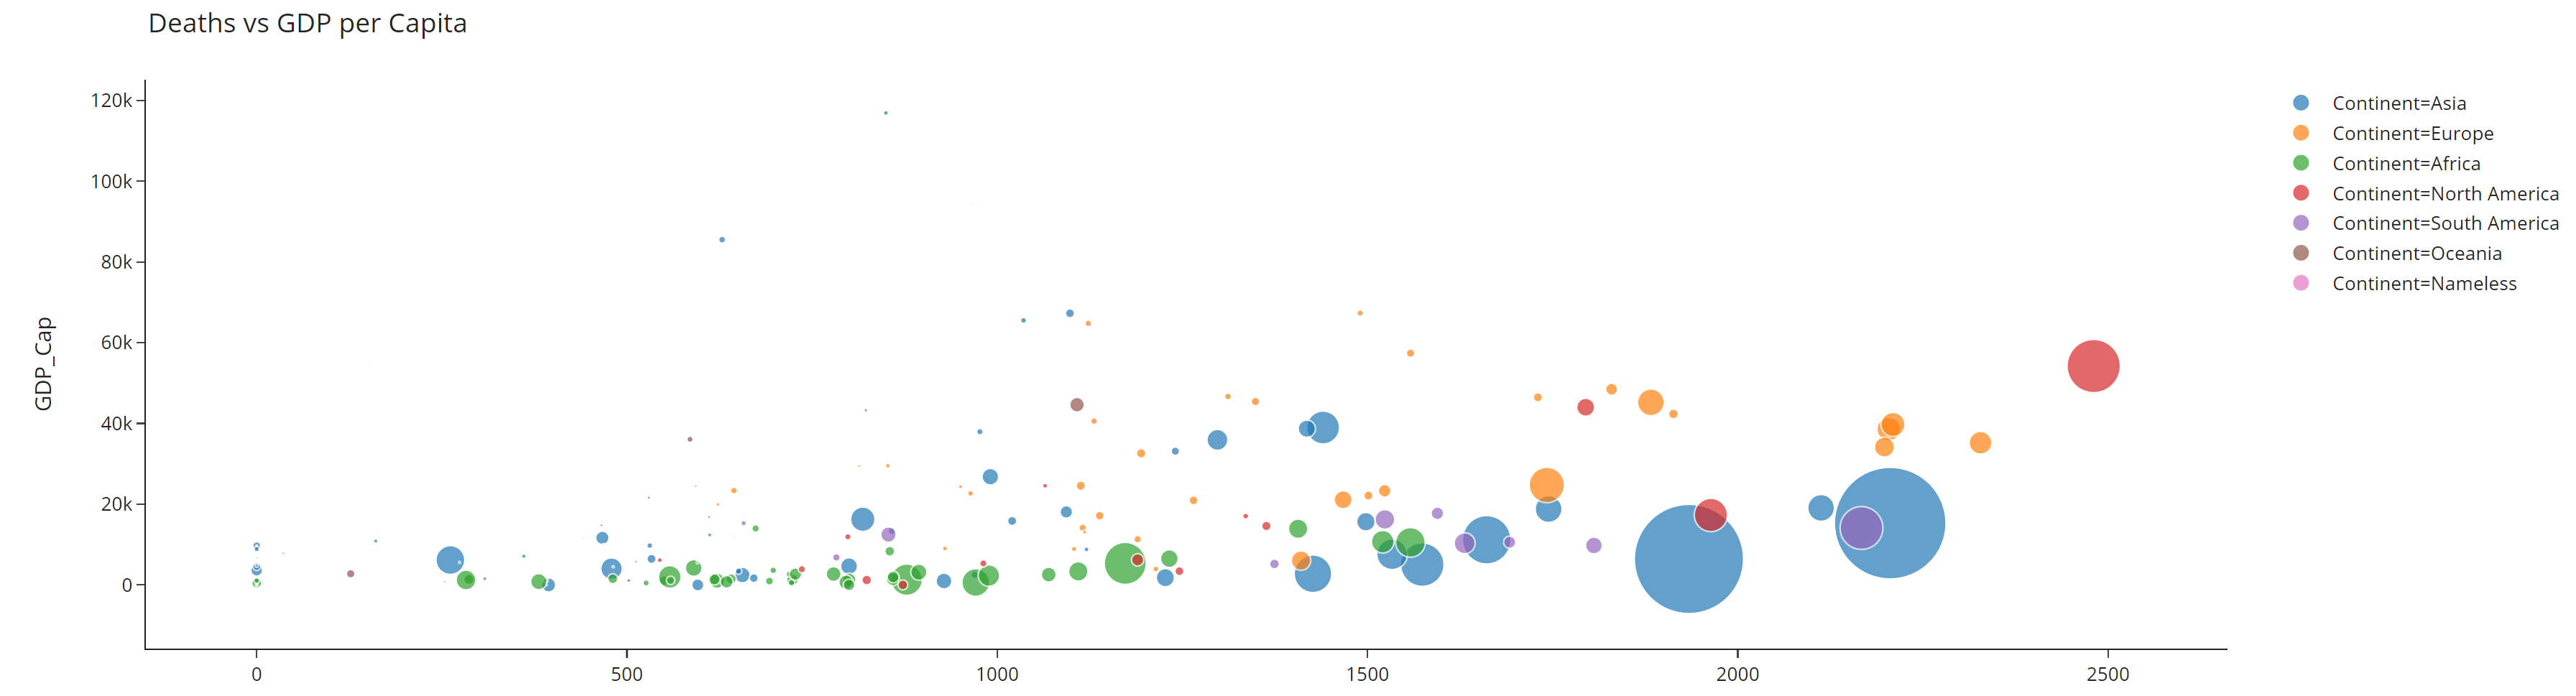 Deaths vs GDP per Capita
120k
100k
80k
60k
40k
20k
0
GDP_Cap
0
500
1000
1500
2000
2500
Continent=Asia
Continent=Europe
Continent=Africa
Continent=North America
Continent=South America
Continent=Oceania
Continent=Nameless